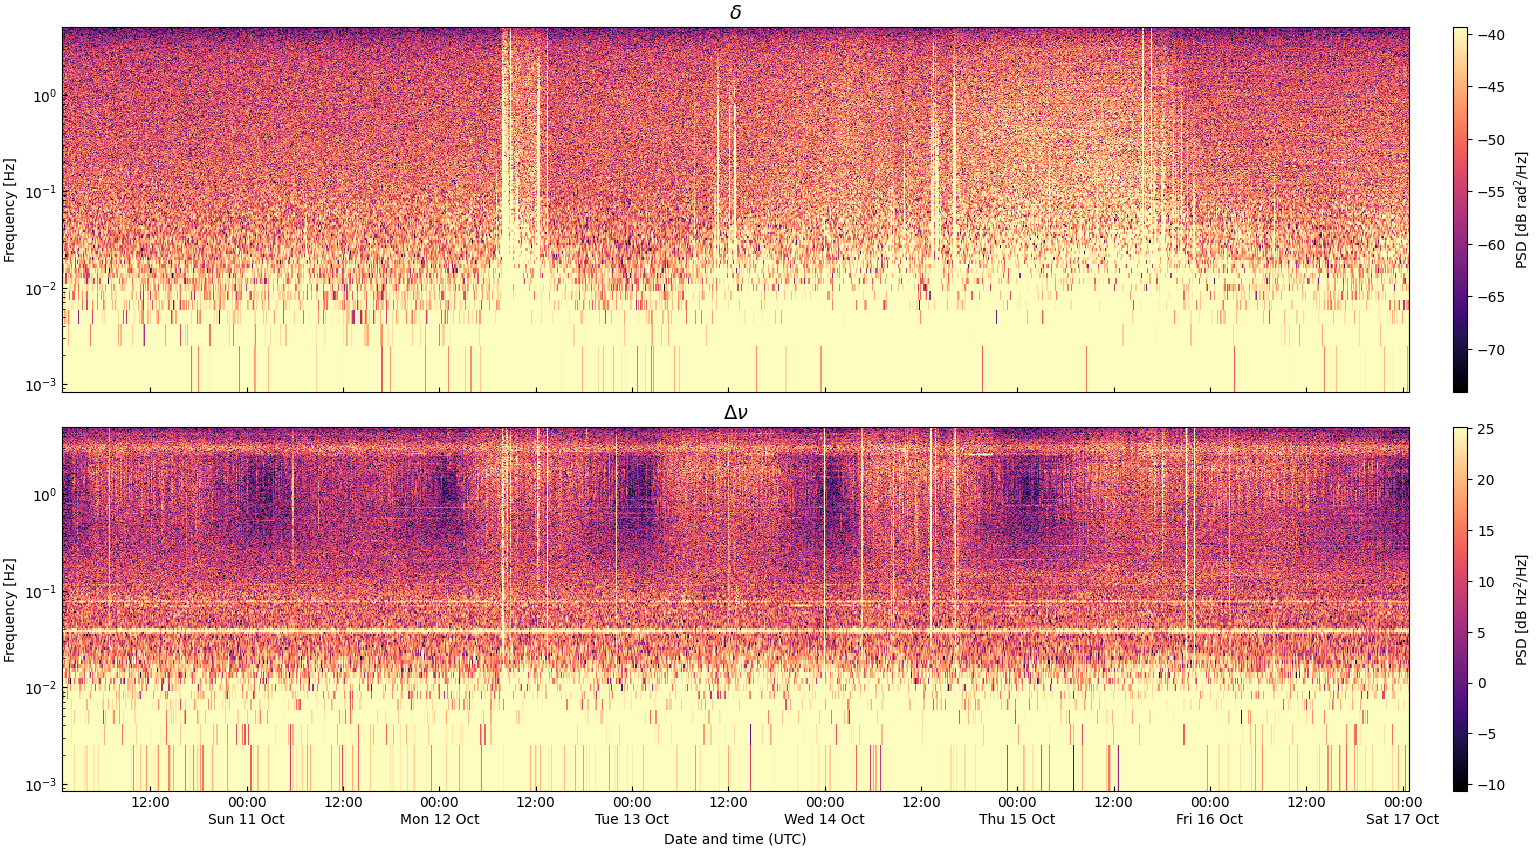 δ
Frequency [Hz]
10⁰
10⁻¹
10⁻²
10⁻³
−40
−45
−50
−55
−60
−65
−70
PSD [dB rad²/Hz]
Δν
Frequency [Hz]
10⁰
10⁻¹
10⁻²
10⁻³
25
20
15
10
5
0
−5
−10
PSD [dB Hz²/Hz]
12:00 00:00 12:00 00:00 12:00 00:00 12:00 00:00 12:00 00:00 12:00 00:00 12:00 00:00
Sun 11 Oct Mon 12 Oct Tue 13 Oct Wed 14 Oct Thu 15 Oct Fri 16 Oct Sat 17 Oct
Date and time (UTC)